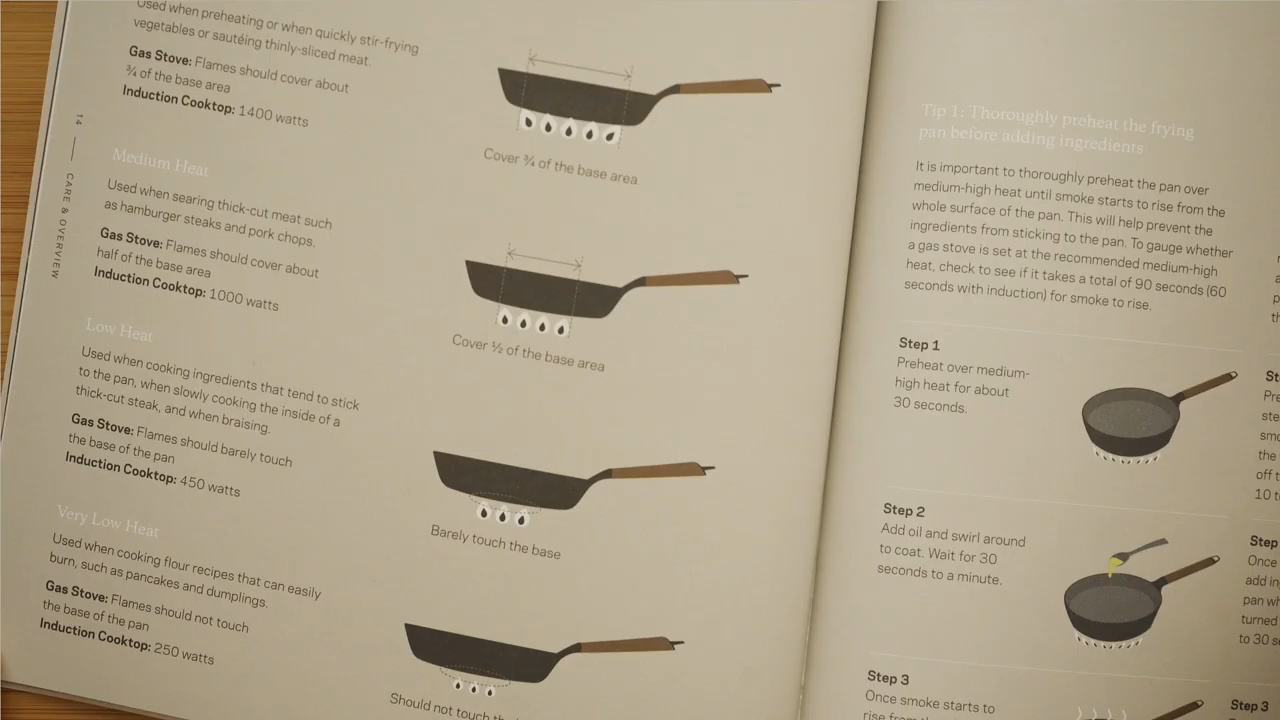 Used when preheating or when quickly stir-frying
vegetables or sautéing thinly-sliced meat.
Gas Stove: Flames should cover about
¾ of the base area
Induction Cooktop: 1400 watts
Cover ¾ of the base area
14 — CARE & OVERVIEW
Medium Heat
Used when searing thick-cut meat such
as hamburger steaks and pork chops.
Gas Stove: Flames should cover about
half of the base area
Induction Cooktop: 1000 watts
Cover ½ of the base area
Low Heat
Used when cooking ingredients that tend to stick
to the pan, when slowly cooking the inside of a
thick-cut steak, and when braising.
Gas Stove: Flames should barely touch
the base of the pan
Induction Cooktop: 450 watts
Barely touch the base
Very Low Heat
Used when cooking flour recipes that can easily
burn, such as pancakes and dumplings.
Gas Stove: Flames should not touch
the base of the pan
Induction Cooktop: 250 watts
Should not touch the
Tip 1: Thoroughly preheat the frying
pan before adding ingredients
It is important to thoroughly preheat the pan over
medium-high heat until smoke starts to rise from the
whole surface of the pan. This will help prevent the
ingredients from sticking to the pan. To gauge whether
a gas stove is set at the recommended medium-high
heat, check to see if it takes a total of 90 seconds (60
seconds with induction) for smoke to rise.
Step 1
Preheat over medium-
high heat for about
30 seconds.
Step 2
Add oil and swirl around
to coat. Wait for 30
seconds to a minute.
Step 3
Once smoke starts to
rise from the
the
off t
10 to
Step
Once
add in
pan wh
turned
to 30 s
Step 3